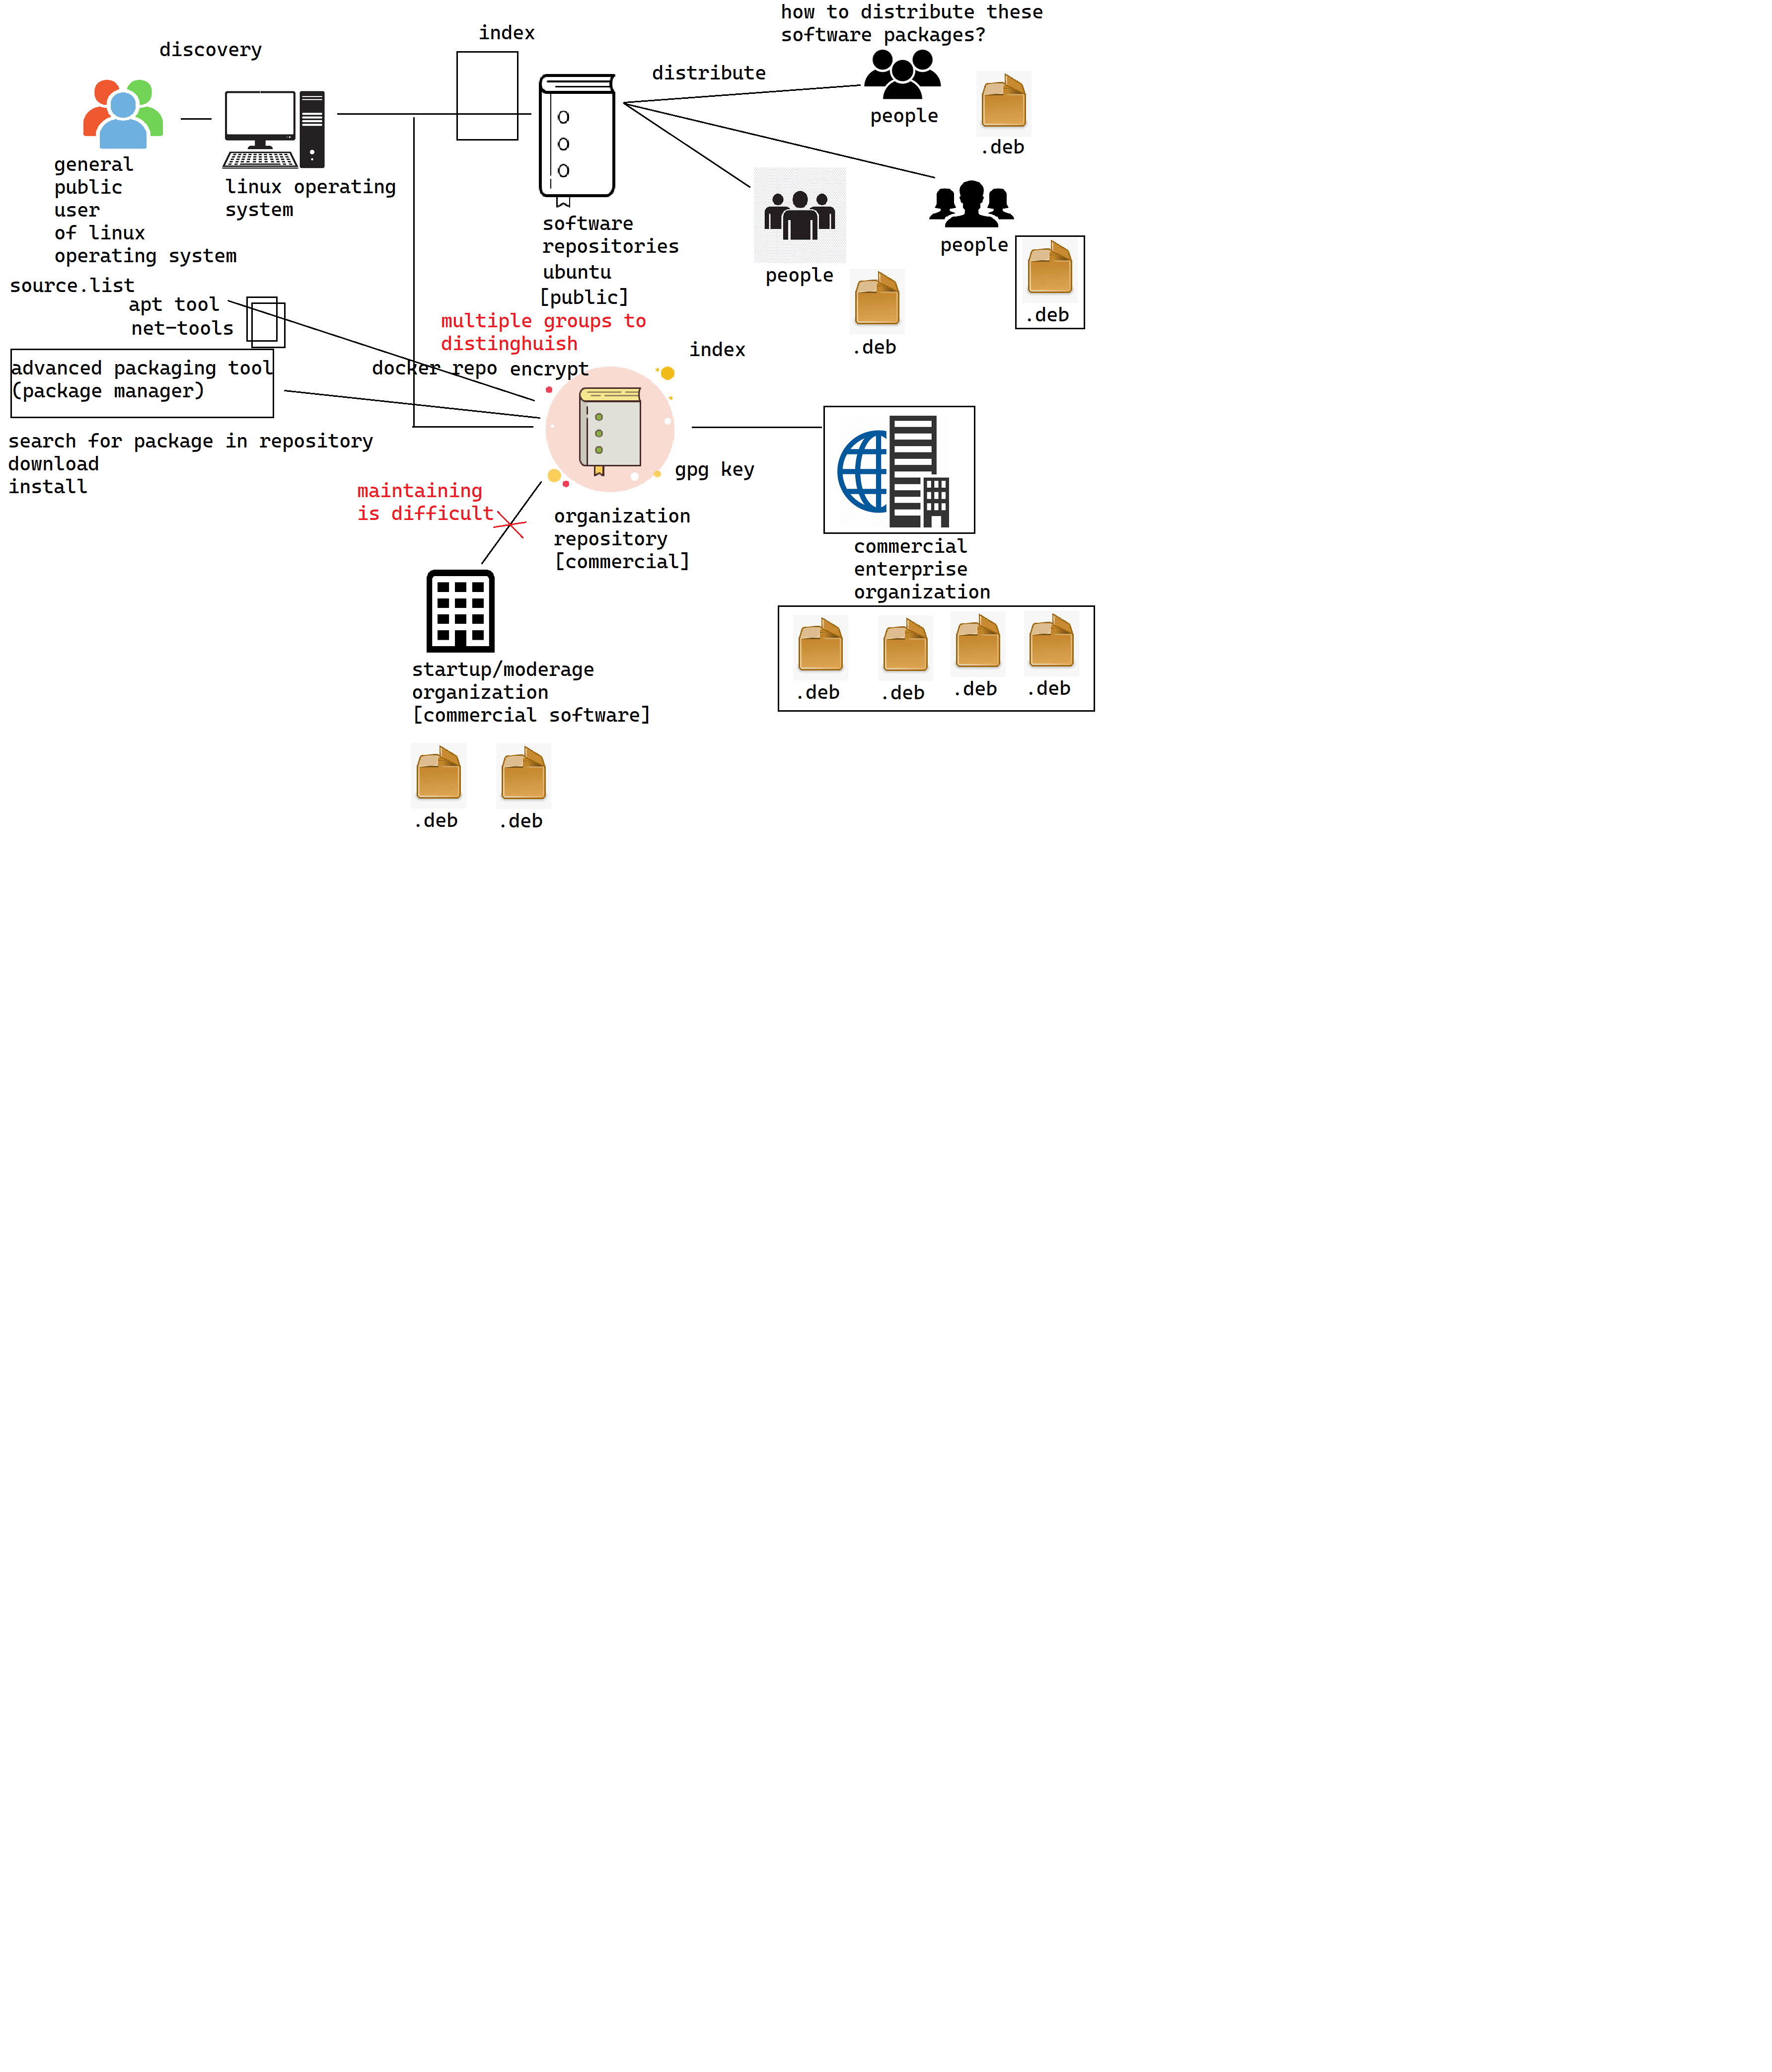 how to distribute these
software packages?
index
discovery
distribute
people
.deb
general
public
user
of linux
operating system
linux operating
system
software
repositories
ubuntu
[public]
people
people
.deb
.deb
source.list
apt tool
net-tools
multiple groups to
distinghuish
index
advanced packaging tool
(package manager)
docker repo
encrypt
search for package in repository
download
install
gpg key
maintaining
is difficult
organization
repository
[commercial]
commercial
enterprise
organization
startup/moderage
organization
[commercial software]
.deb
.deb
.deb
.deb
.deb
.deb